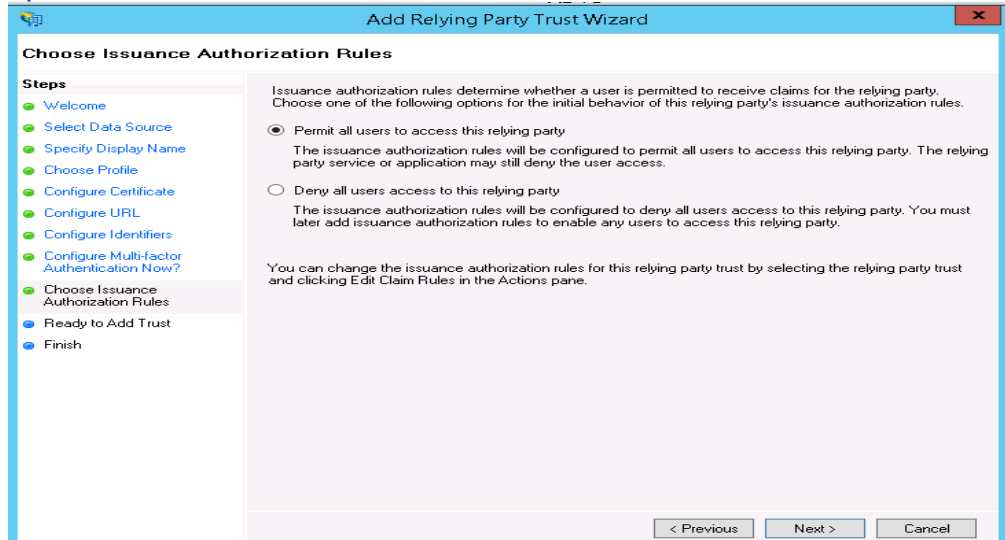 Add Relying Party Trust Wizard
Choose Issuance Authorization Rules
Steps
Welcome
Select Data Source
Specify Display Name
Choose Profile
Configure Certificate
Configure URL
Configure Identifiers
Configure Multi-factor
Authentication Now?
Choose Issuance
Authorization Rules
Ready to Add Trust
Finish
Issuance authorization rules determine whether a user is permitted to receive claims for the relying party.
Choose one of the following options for the initial behavior of this relying party's issuance authorization rules.
Permit all users to access this relying party
The issuance authorization rules will be configured to permit all users to access this relying party. The relying
party service or application may still deny the user access.
Deny all users access to this relying party
The issuance authorization rules will be configured to deny all users access to this relying party. You must
later add issuance authorization rules to enable any users to access this relying party.
You can change the issuance authorization rules for this relying party trust by selecting the relying party trust
and clicking Edit Claim Rules in the Actions pane.
< Previous
Next >
Cancel